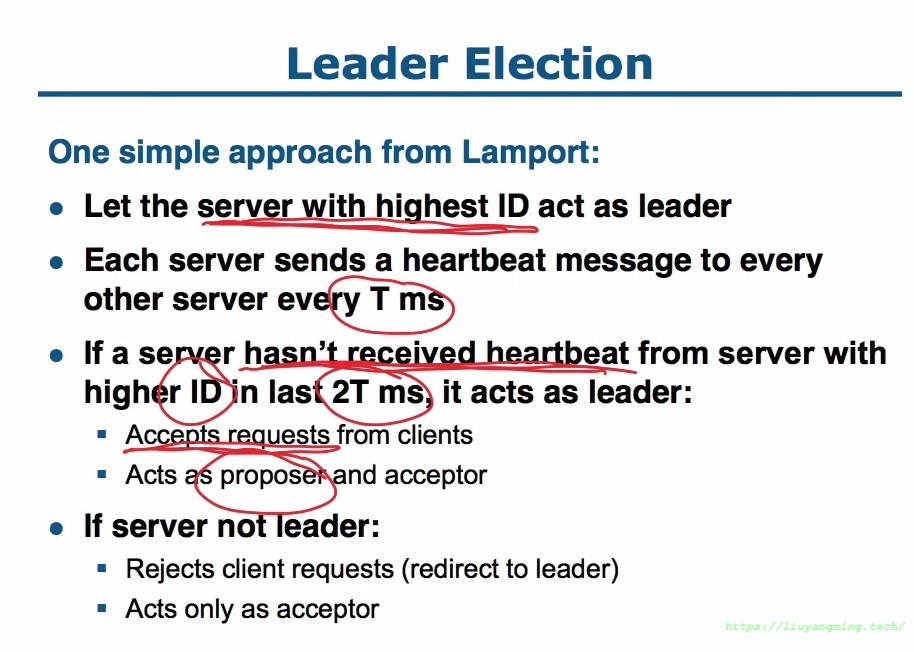 Leader Election
One simple approach from Lamport:
● Let the server with highest ID act as leader
● Each server sends a heartbeat message to every
other server every T ms
● If a server hasn't received heartbeat from server with
higher ID in last 2T ms, it acts as leader:
▪ Accepts requests from clients
▪ Acts as proposer and acceptor
● If server not leader:
▪ Rejects client requests (redirect to leader)
▪ Acts only as acceptor
https://liuyangming.tech/